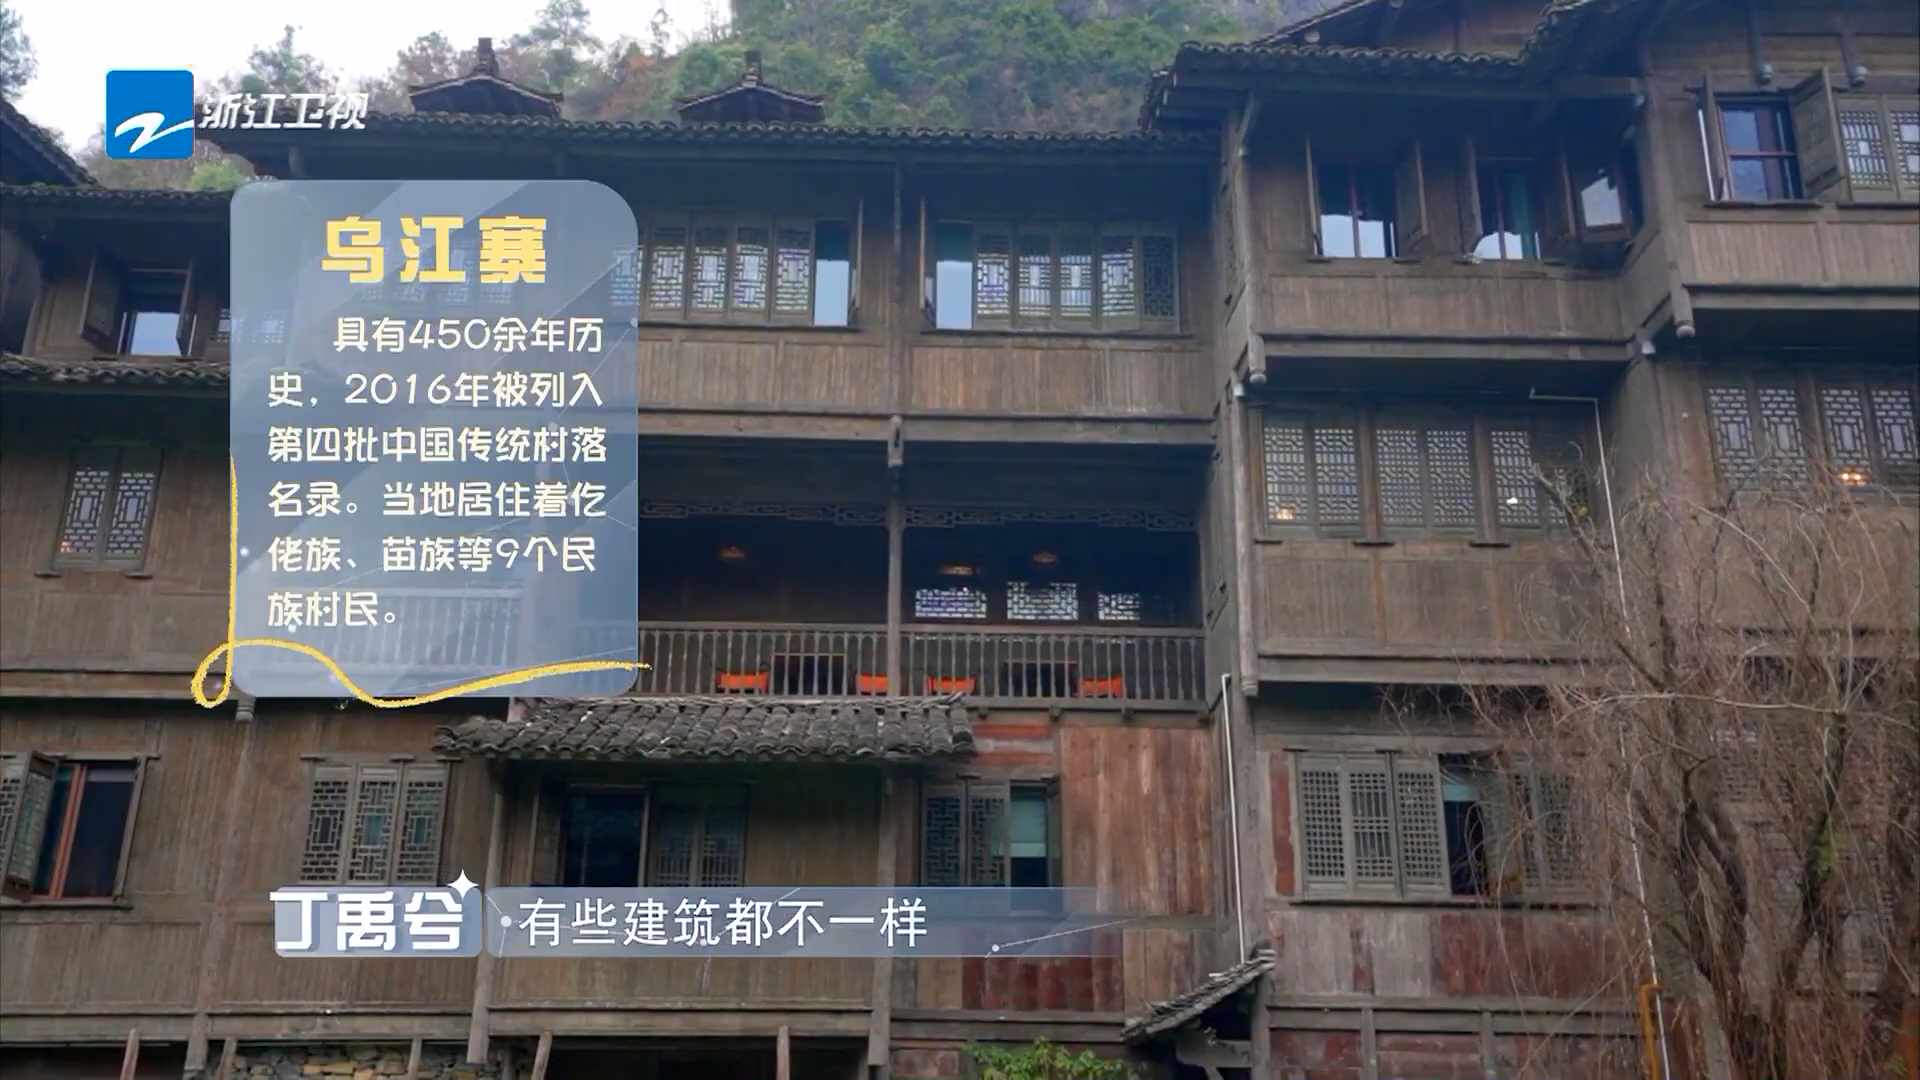 浙江卫视
乌江寨
具有450余年历
史，2016年被列入
第四批中国传统村落
名录。当地居住着仡
佬族、苗族等9个民
族村民。
丁禹兮
有些建筑都不一样